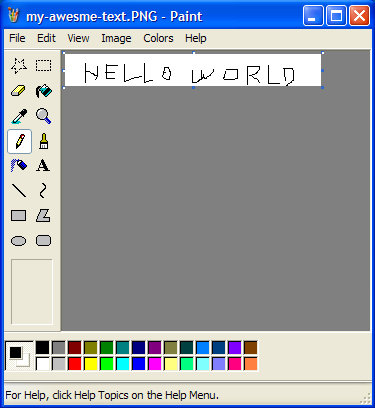 my-awesme-text.PNG - Paint
File Edit View Image Colors Help
HELLO WORLD
A
For Help, click Help Topics on the Help Menu.